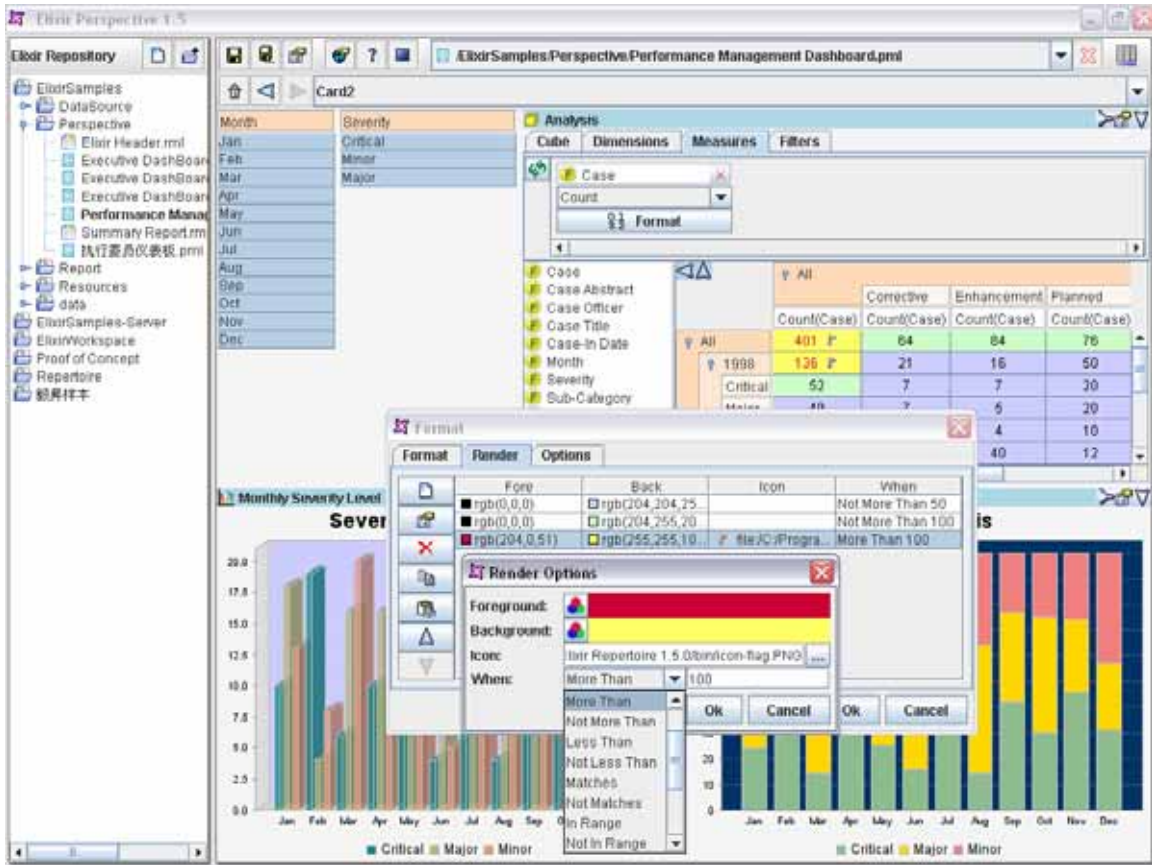 Elixir Perspective 1.5
Elixir Repository
/ElixirSamples/Perspective/Performance Management Dashboard.pml
Card2
ElixirSamples
DataSource
Perspective
Elixir Header.rml
Executive DashBoar
Executive DashBoar
Executive DashBoar
Performance Manag
Summary Report.rm
执行委员仪表板.pml
Report
Resources
data
ElixirSamples-Server
ElixirWorkspace
Proof of Concept
Repertoire
Month
Jan
Feb
Mar
Apr
May
Jun
Jul
Aug
Sep
Oct
Nov
Dec
Severity
Critical
Minor
Major
Analysis
Cube Dimensions Measures Filters
Case
Count
Format
Case
Case Abstract
Case Officer
Case Title
Case-In Date
Month
Severity
Sub-Category
All
Corrective Enhancement Planned
Count(Case) Count(Case) Count(Case) Count(Case)
All 401 64 84 76
1998 136 21 16 50
Critical 52 7 7 20
Major 49 7 5 20
4 10
40 12
Format
Format Render Options
Fore Back Icon When
rgb(0,0,0) rgb(204,204,25... Not More Than 50
rgb(0,0,0) rgb(204,255,20... Not More Than 100
rgb(204,0,51) rgb(255,255,10... file:/C:/Progra... More Than 100
Render Options
Foreground:
Background:
Icon: lixir Repertoire 1.5.0/bin/icon-flag.PNG ...
When: More Than 100
More Than
Not More Than
Less Than
Not Less Than
Matches
Not Matches
In Range
Not In Range
Ok Cancel
Ok Cancel
Monthly Severity Level
Sever
20.0
17.5
15.0
12.5
10.0
7.5
5.0
2.5
0.0
Jan Feb Mar Apr May Jun Jul Aug Sep
Critical Major Minor
is
20
10
0
Jan Feb Mar Apr May Jun Jul Aug Sep Oct Nov Dec
Critical Major Minor